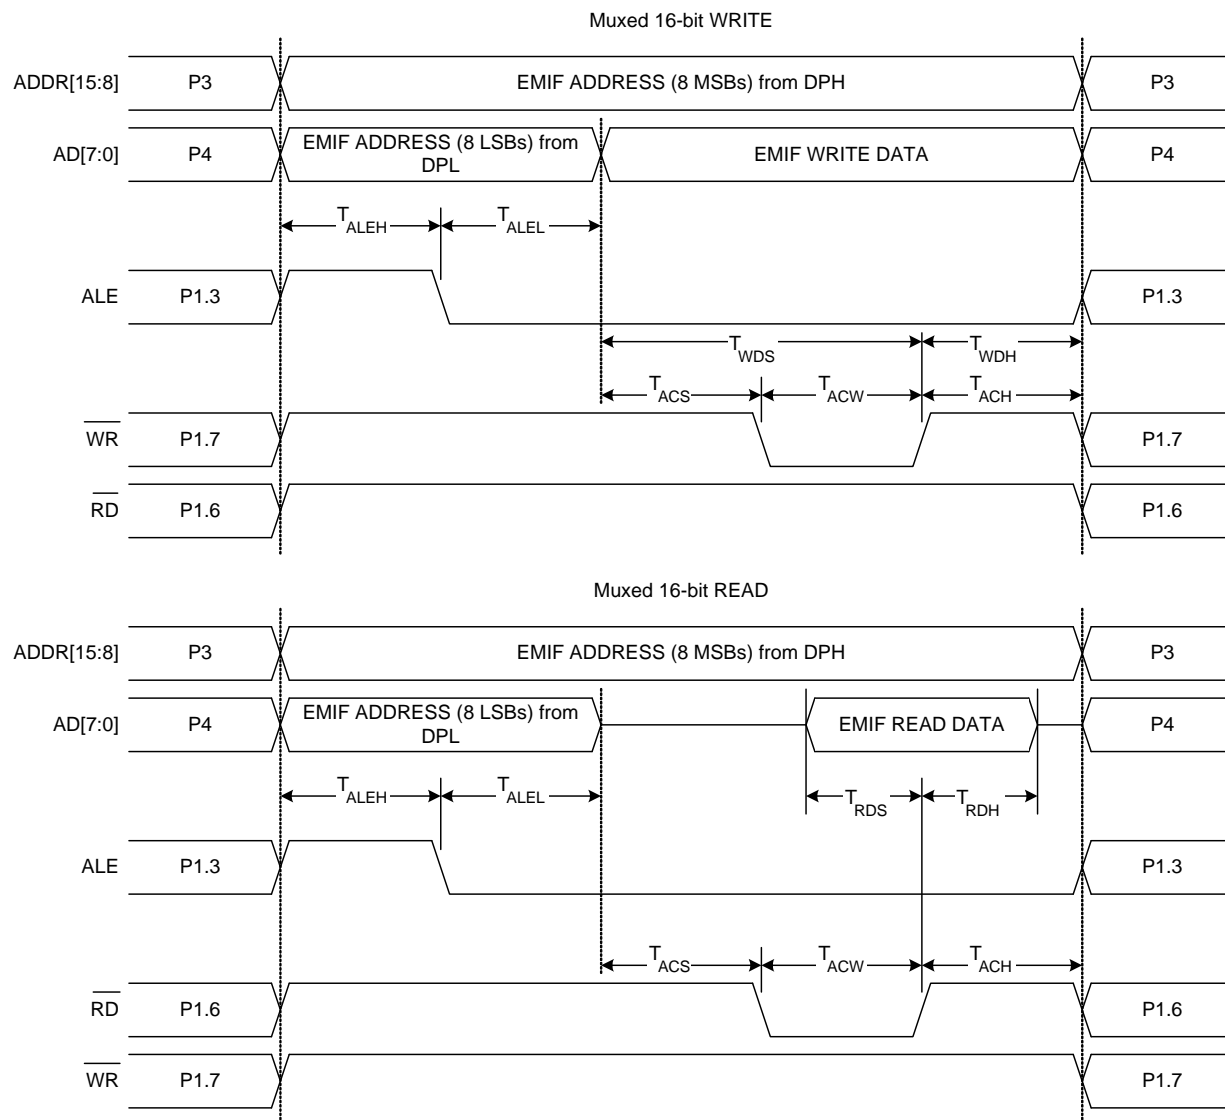 Muxed 16-bit WRITE
ADDR[15:8] P3 EMIF ADDRESS (8 MSBs) from DPH P3
AD[7:0] P4 EMIF ADDRESS (8 LSBs) from DPL EMIF WRITE DATA P4
TALEH TALEL
ALE P1.3 P1.3
TWDS TWDH
TACS TACW TACH
WR P1.7 P1.7
RD P1.6 P1.6
Muxed 16-bit READ
ADDR[15:8] P3 EMIF ADDRESS (8 MSBs) from DPH P3
AD[7:0] P4 EMIF ADDRESS (8 LSBs) from DPL EMIF READ DATA P4
TALEH TALEL TRDS TRDH
ALE P1.3 P1.3
TACS TACW TACH
RD P1.6 P1.6
WR P1.7 P1.7